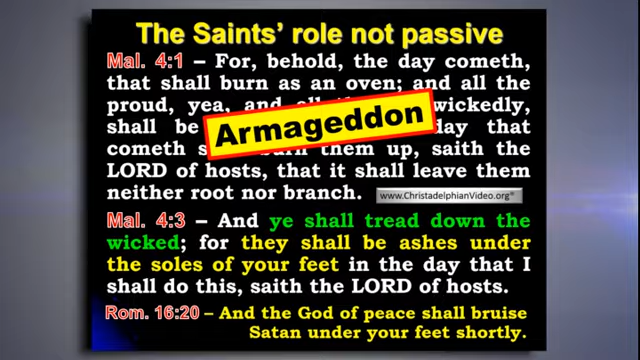 The Saints' role not passive
Mal. 4:1 – For, behold, the day cometh,
that shall burn as an oven; and all the
proud, yea, and all wickedly,
shall be day that
Armageddon
cometh them up, saith the
LORD of hosts, that it shall leave them
neither root nor branch.
www.ChristadelphianVideo.org
Mal. 4:3 – And ye shall tread down the
wicked; for they shall be ashes under
the soles of your feet in the day that I
shall do this, saith the LORD of hosts.
Rom. 16:20 – And the God of peace shall bruise
Satan under your feet shortly.